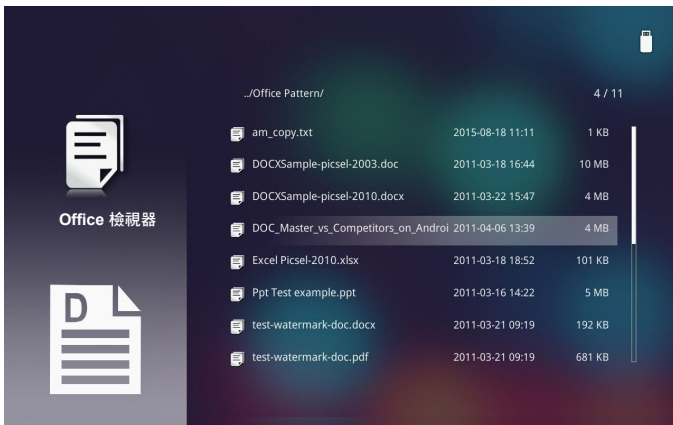 ../Office Pattern/ 4 / 11
am_copy.txt 2015-08-18 11:11 1 KB
DOCXSample-picsel-2003.doc 2011-03-18 16:44 10 MB
DOCXSample-picsel-2010.docx 2011-03-22 15:47 4 MB
Office 檢視器
DOC_Master_vs_Competitors_on_Androi 2011-04-06 13:39 4 MB
Excel Picsel-2010.xlsx 2011-03-18 18:52 101 KB
Ppt Test example.ppt 2011-03-16 14:22 5 MB
D
test-watermark-doc.docx 2011-03-21 09:19 192 KB
test-watermark-doc.pdf 2011-03-21 09:19 681 KB